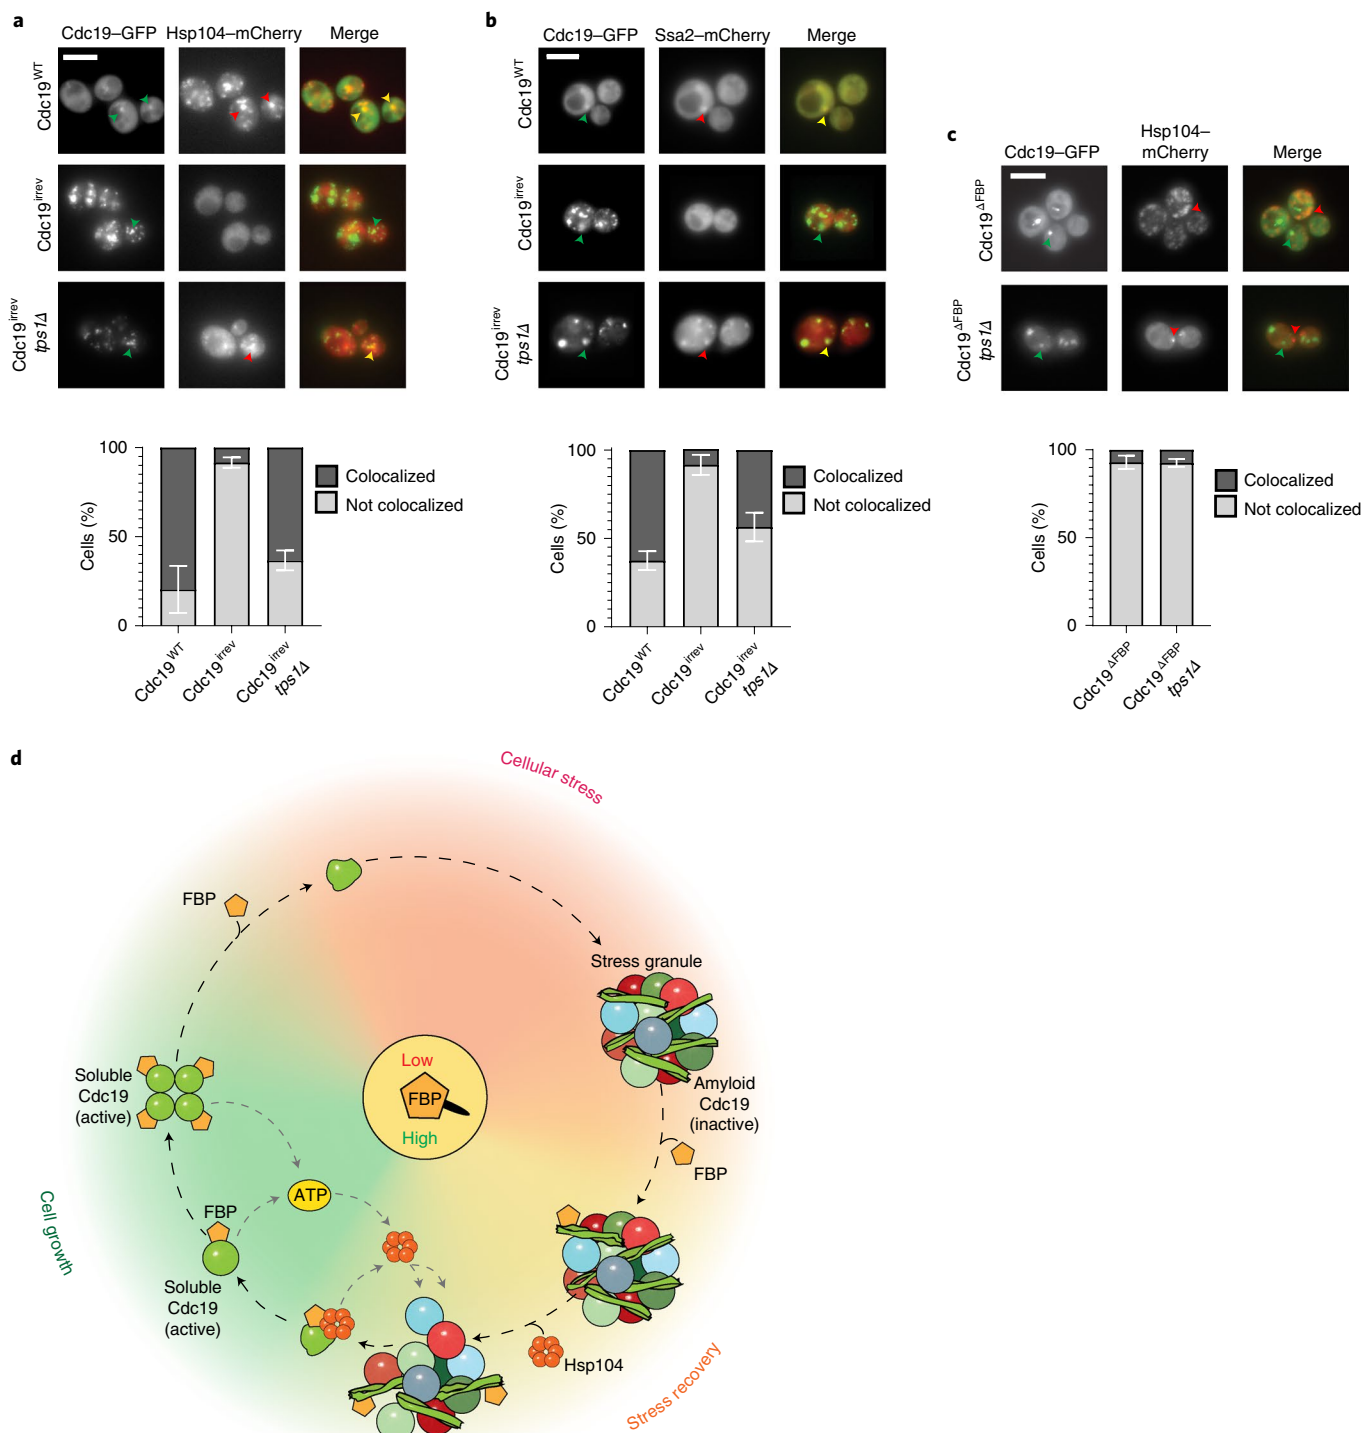 a
Cdc19–GFP Hsp104–mCherry Merge
Cdc19WT
Cdc19irrev
Cdc19irrev
tps1Δ
100
50
0
Cells (%)
Colocalized
Not colocalized
Cdc19WT
Cdc19irrev
Cdc19irrev
tps1Δ
b
Cdc19–GFP Ssa2–mCherry Merge
Cdc19WT
Cdc19irrev
Cdc19irrev
tps1Δ
100
50
0
Cells (%)
Colocalized
Not colocalized
Cdc19WT
Cdc19irrev
Cdc19irrev
tps1Δ
c
Cdc19–GFP
Hsp104–
mCherry
Merge
Cdc19ΔFBP
Cdc19ΔFBP
tps1Δ
100
50
0
Cells (%)
Colocalized
Not colocalized
Cdc19ΔFBP
Cdc19ΔFBP
tps1Δ
d
Cellular stress
FBP
Stress granule
Low
FBP
High
Soluble
Cdc19
(active)
Amyloid
Cdc19
(inactive)
FBP
ATP
FBP
Cell growth
Soluble
Cdc19
(active)
Hsp104
Stress recovery